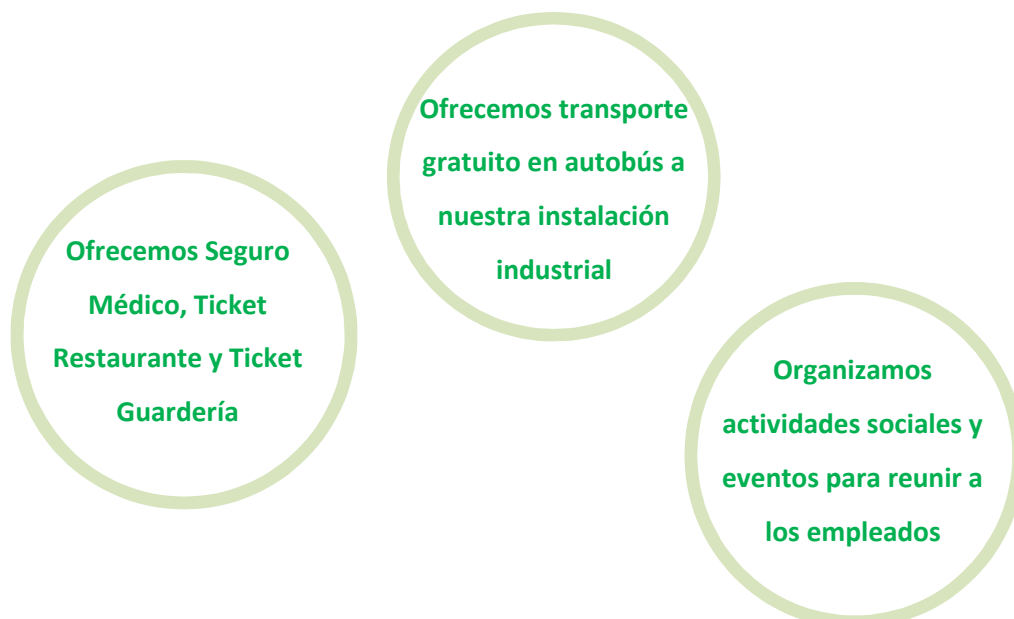 Ofrecemos Seguro
Médico, Ticket
Restaurante y Ticket
Guardería
Ofrecemos transporte
gratuito en autobús a
nuestra instalación
industrial
Organizamos
actividades sociales y
eventos para reunir a
los empleados